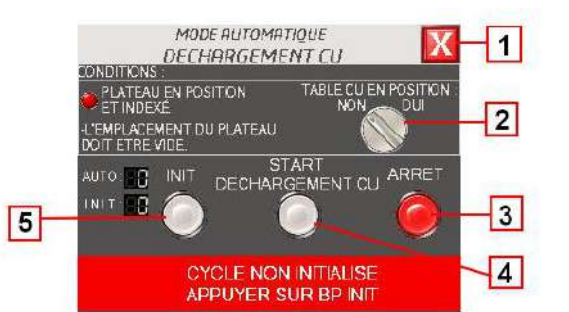 MODE AUTOMATIQUE
DECHARGEMENT CU
X
1
CONDITIONS :
PLATEAU EN POSITION
ET INDEXÉ
-L'EMPLACEMENT DU PLATEAU
DOIT ETRE VIDE.
TABLE CU EN POSITION :
NON OUI
2
AUTO 0
INIT 0
INIT
START
DECHARGEMENT CU
ARRET
5
3
4
CYCLE NON INITIALISE
APPUYER SUR BP INIT